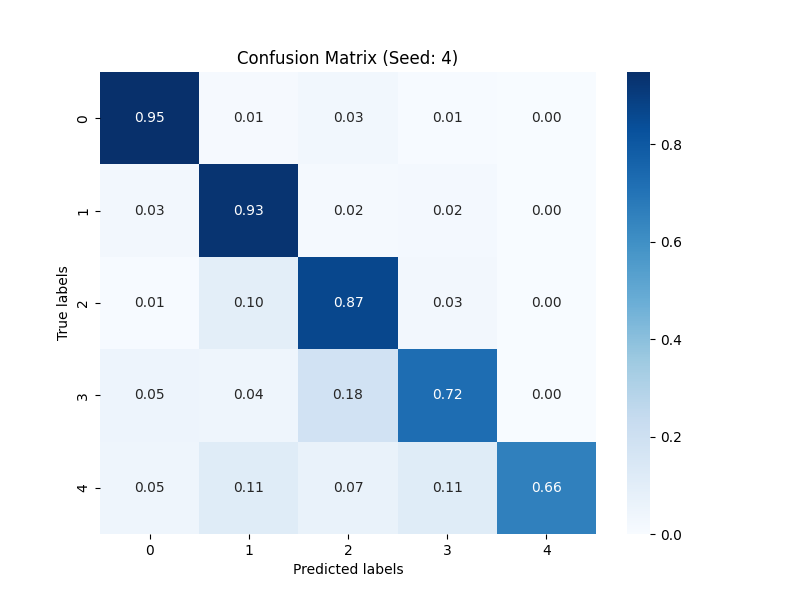 Confusion Matrix (Seed: 4)
0 0.95 0.01 0.03 0.01 0.00
1 0.03 0.93 0.02 0.02 0.00
2 0.01 0.10 0.87 0.03 0.00
3 0.05 0.04 0.18 0.72 0.00
4 0.05 0.11 0.07 0.11 0.66
0 1 2 3 4
Predicted labels
True labels
0.8
0.6
0.4
0.2
0.0